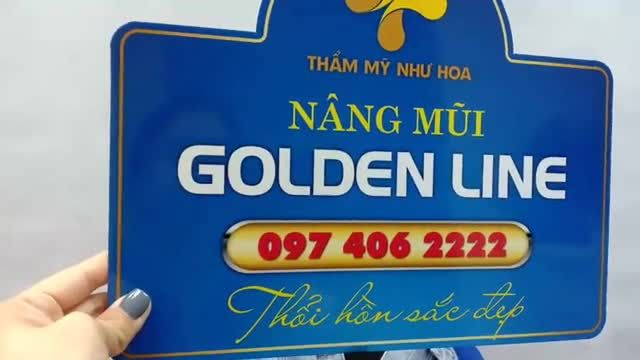 THẨM MỸ NHƯ HOA
NÂNG MŨI
GOLDEN LINE
097 406 2222
Thổi hồn sắc đẹp